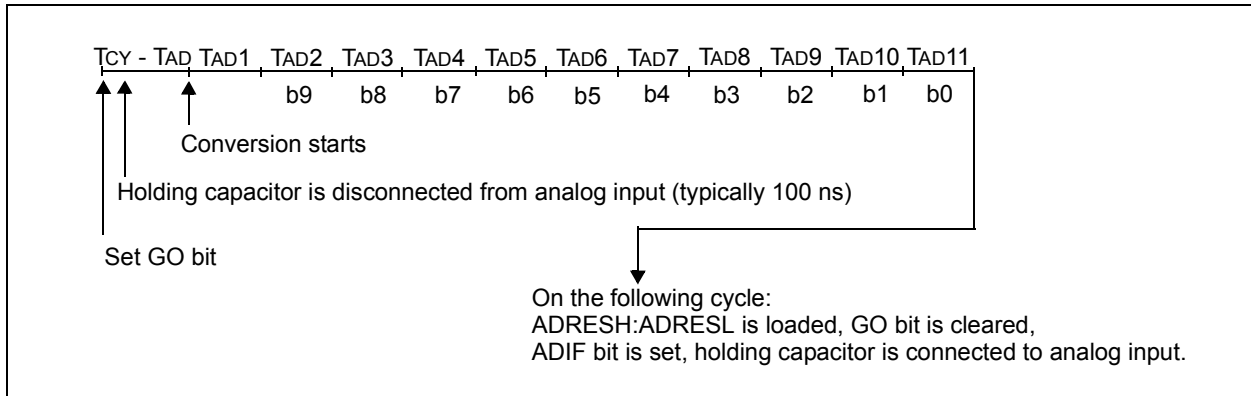 TCY - TAD TAD1 TAD2 TAD3 TAD4 TAD5 TAD6 TAD7 TAD8 TAD9 TAD10 TAD11
b9 b8 b7 b6 b5 b4 b3 b2 b1 b0
Conversion starts
Holding capacitor is disconnected from analog input (typically 100 ns)
Set GO bit
On the following cycle:
ADRESH:ADRESL is loaded, GO bit is cleared,
ADIF bit is set, holding capacitor is connected to analog input.